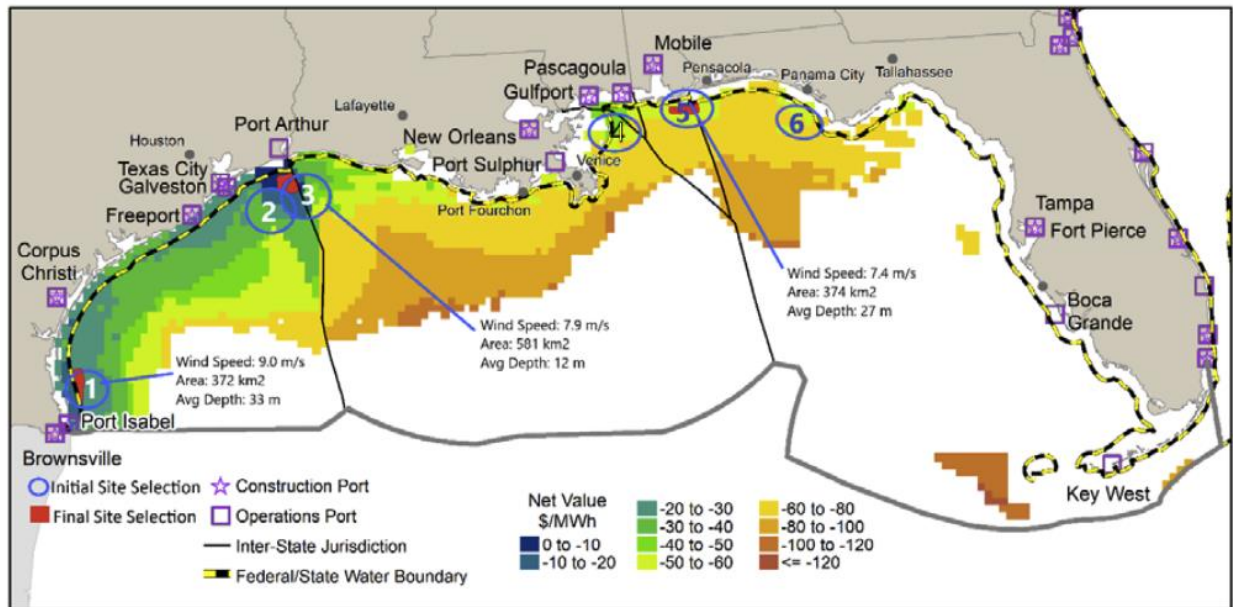 Mobile
Pascagoula
Pensacola
Panama City
Tallahassee
Gulfport
Lafayette
Port Arthur
New Orleans
Houston
Port Sulphur
Venice
Texas City
Galveston
Port Fourchon
Freeport
Tampa
Fort Pierce
Corpus
Christi
Boca
Grande
1
2
3
4
5
6
Wind Speed: 7.4 m/s
Area: 374 km2
Avg Depth: 27 m
Wind Speed: 7.9 m/s
Area: 581 km2
Avg Depth: 12 m
Wind Speed: 9.0 m/s
Area: 372 km2
Avg Depth: 33 m
Port Isabel
Brownsville
Key West
Initial Site Selection
Construction Port
Final Site Selection
Operations Port
Inter-State Jurisdiction
Federal/State Water Boundary
Net Value
$/MWh
0 to -10
-10 to -20
-20 to -30
-30 to -40
-40 to -50
-50 to -60
-60 to -80
-80 to -100
-100 to -120
<= -120